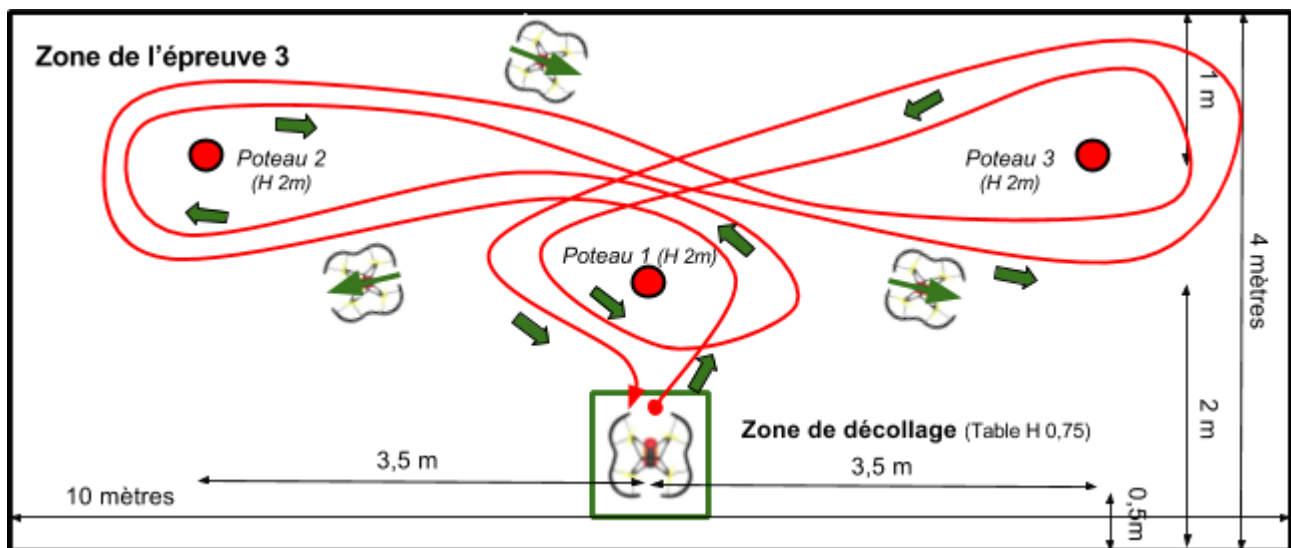 Zone de l'épreuve 3
1 m
Poteau 2
(H 2m)
Poteau 3
(H 2m)
Poteau 1 (H 2m)
4 mètres
2 m
Zone de décollage (Table H 0,75)
3,5 m
3,5 m
10 mètres
0,5m